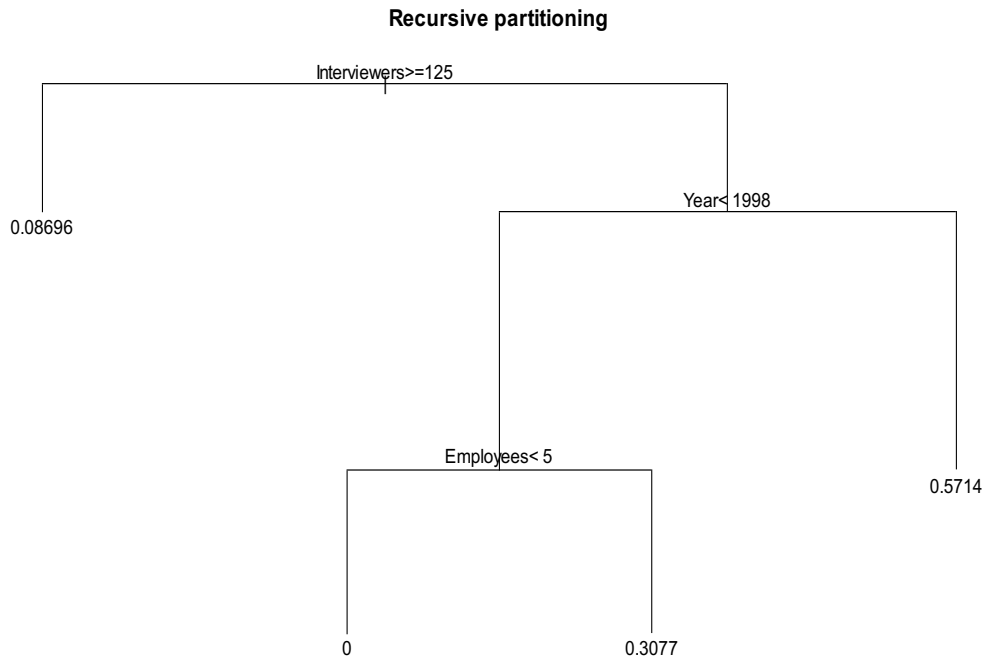 Recursive partitioning
Interviewers>=125
Year< 1998
0.08696
Employees< 5
0.5714
0
0.3077